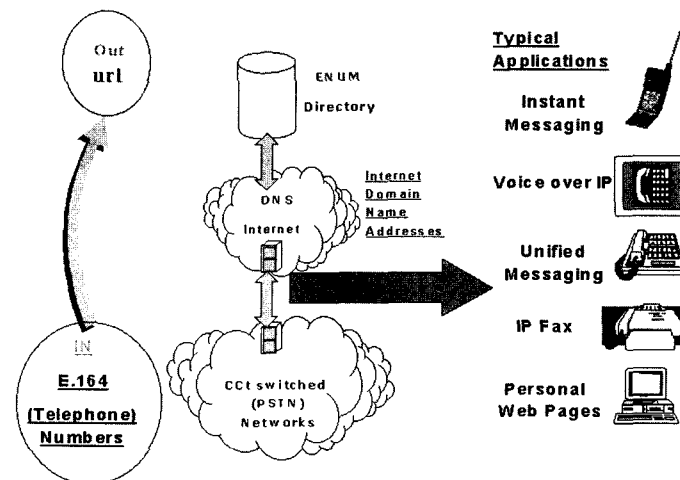 Out
url
IN
E.164
(Telephone)
Numbers
ENUM
Directory
DNS
Internet
Internet
Domain
Name
Addresses
CCt switched
(PSTN)
Networks
Typical
Applications
Instant
Messaging
Voice over IP
Unified
Messaging
IP Fax
Personal
Web Pages